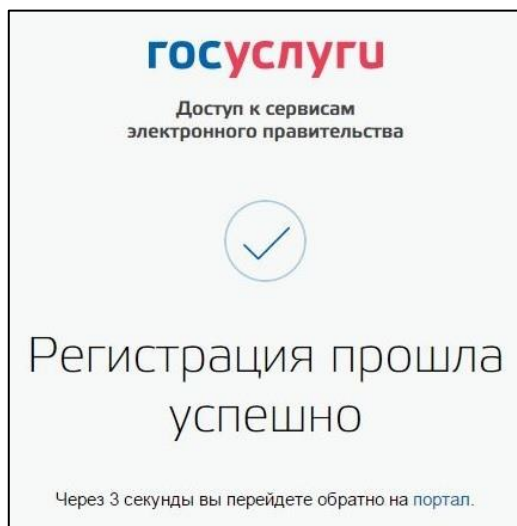 госуслуги
Доступ к сервисам
электронного правительства
Регистрация прошла
успешно
Через 3 секунды вы перейдете обратно на портал.